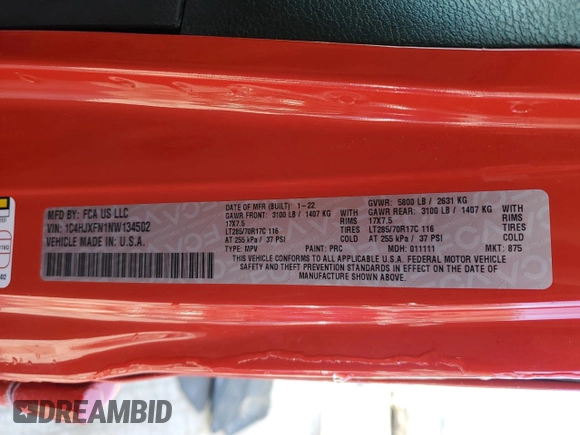 MFD BY: FCA US LLC
VIN: 1C4HJXFN1NW134502
VEHICLE MADE IN U.S.A.
DATE OF MFR (BUILT): 1-22
GAWR FRONT: 3100 LB / 1407 KG WITH
17X7.5 RIMS
LT285/70R17C 116 TIRES
AT 255 kPa / 37 PSI
TYPE: MPV PAINT: PRC
GVWR: 5800 LB / 2631 KG
GAWR REAR: 3100 LB / 1407 KG WITH
17X7.5 RIMS
LT285/70R17C 116 TIRES
AT 255 kPa / 37 PSI
MDH: 011111 MKT: 875
THIS VEHICLE CONFORMS TO ALL APPLICABLE U.S.A. FEDERAL MOTOR VEHICLE
SAFETY AND THEFT PREVENTION STANDARDS IN EFFECT ON THE DATE OF
MANUFACTURE SHOWN ABOVE.
DREAMBID